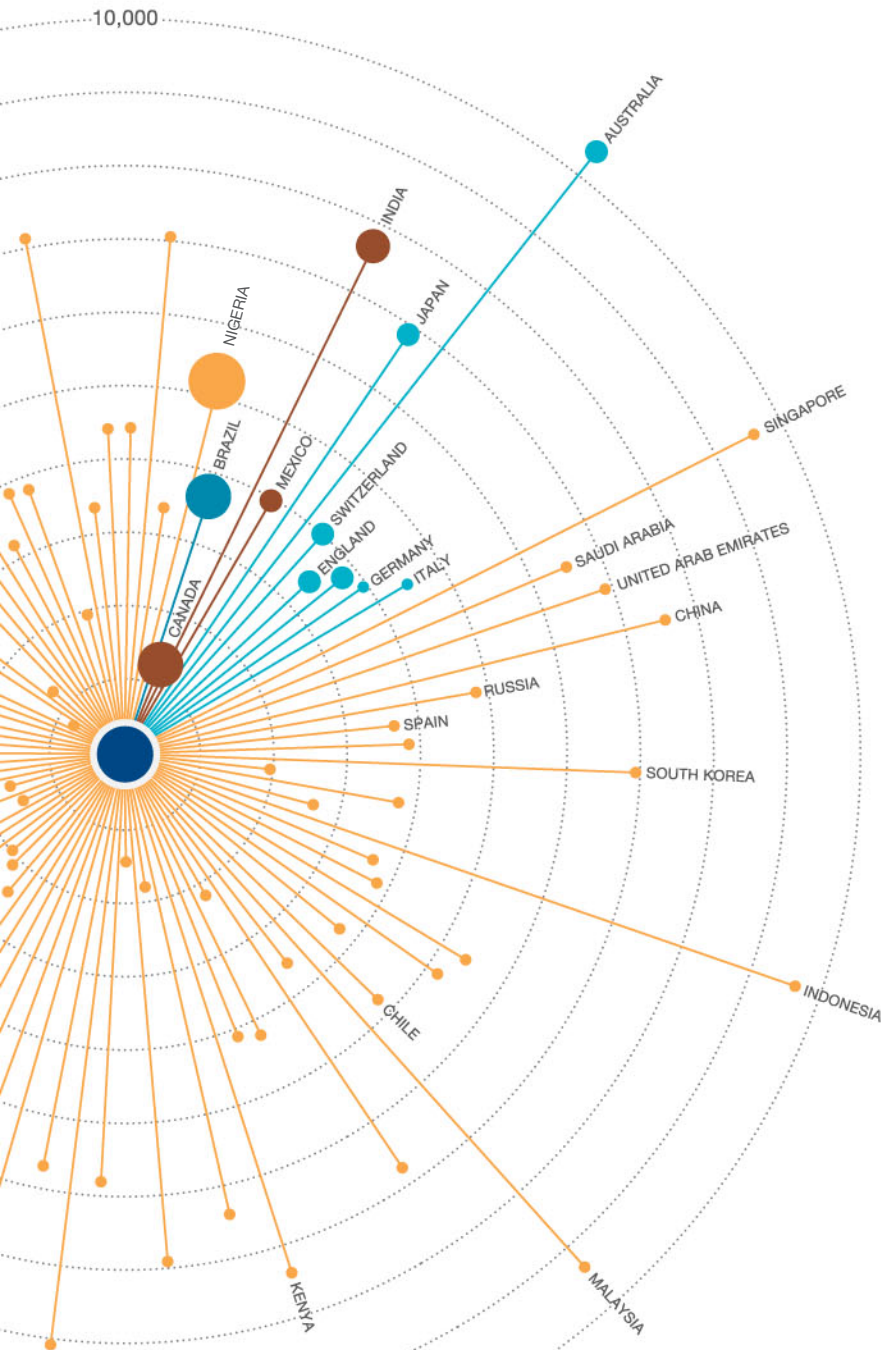 10,000
AUSTRALIA
INDIA
JAPAN
NIGERIA
SINGAPORE
BRAZIL
MEXICO
SWITZERLAND
ENGLAND
SAUDI ARABIA
UNITED ARAB EMIRATES
GERMANY
ITALY
CANADA
CHINA
RUSSIA
SPAIN
SOUTH KOREA
INDONESIA
CHILE
KENYA
MALAYSIA